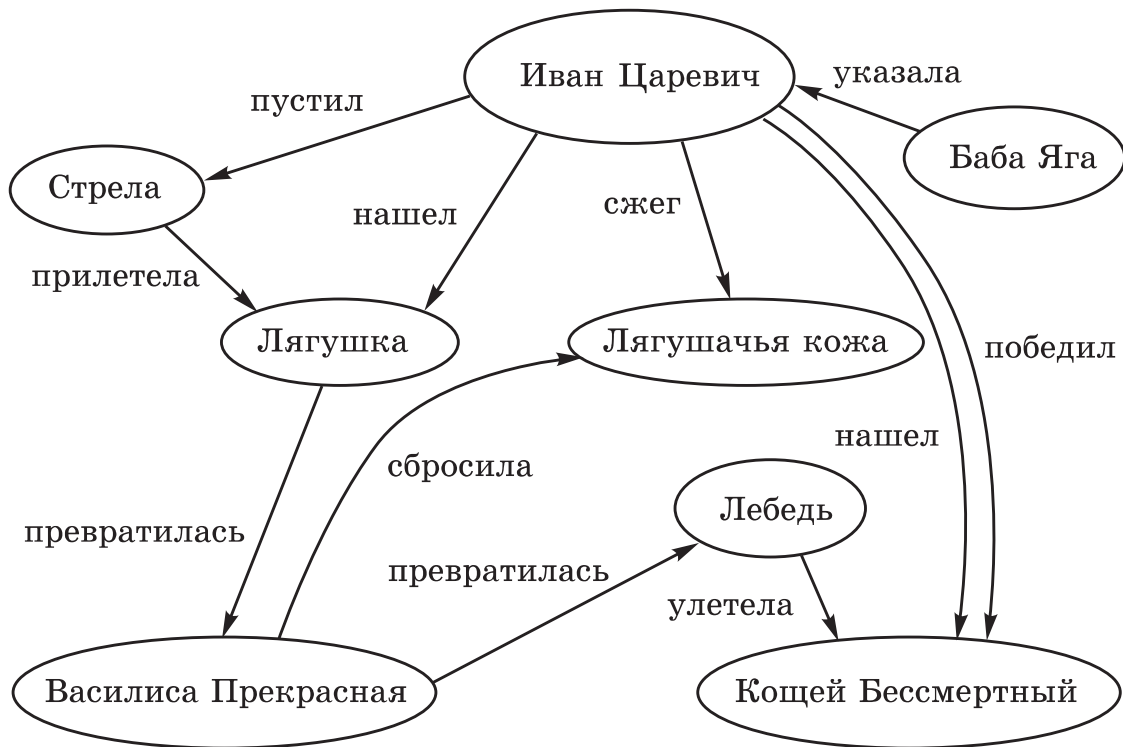 Иван Царевич
указала
пустил
Баба Яга
Стрела
нашел
сжег
прилетела
Лягушка
Лягушачья кожа
победил
нашел
сбросила
Лебедь
превратилась
превратилась
улетела
Василиса Прекрасная
Кощей Бессмертный